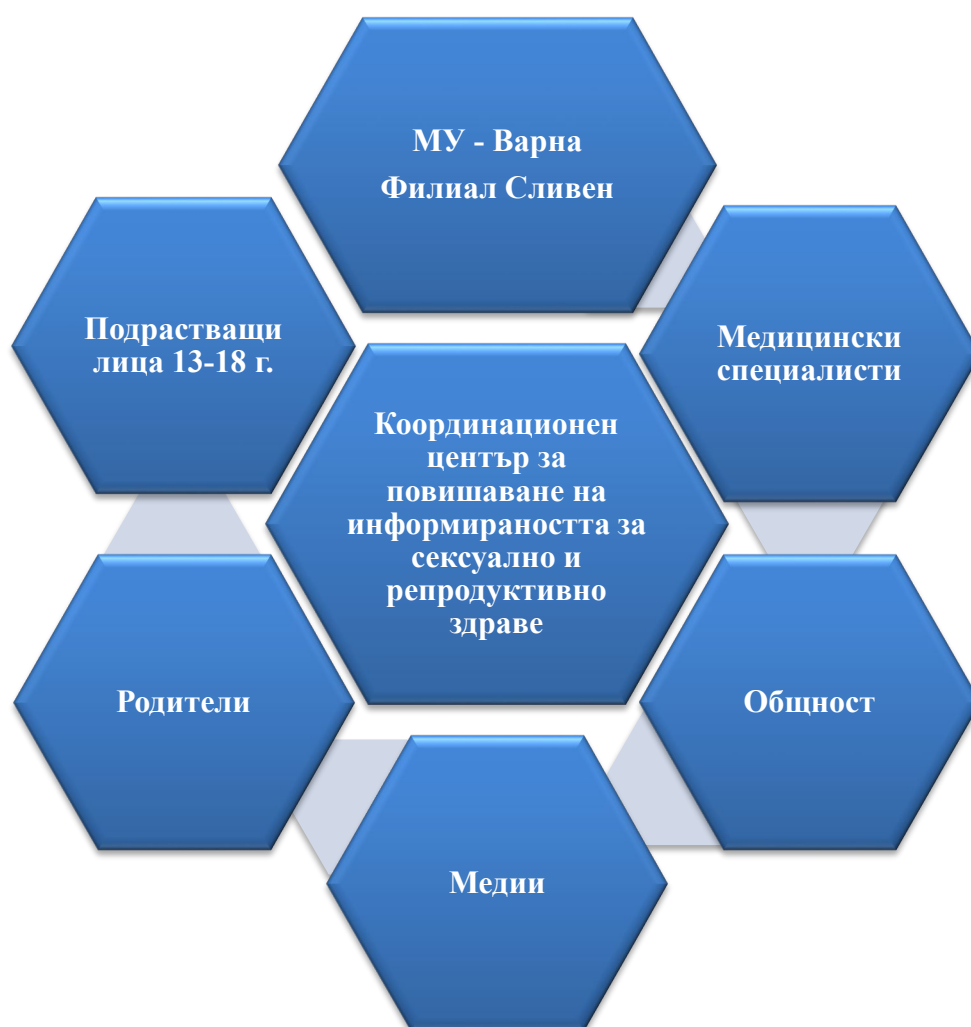 МУ - Варна
Филиал Сливен
Подрастващи
лица 13-18 г.
Медицински
специалисти
Координационен
център за
повишаване на
информираността за
сексуално и
репродуктивно
здраве
Родители
Общност
Медии